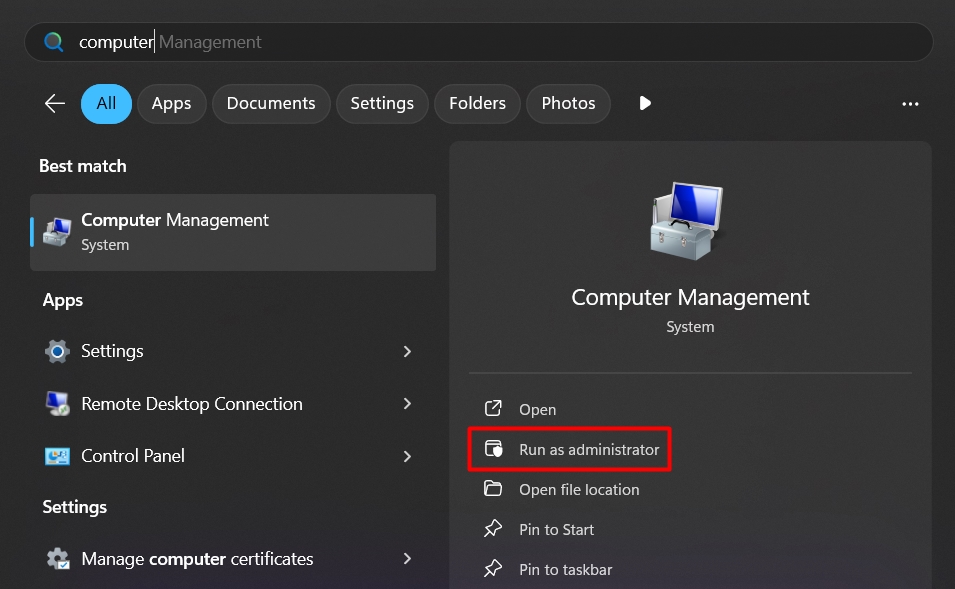 computer Management
All Apps Documents Settings Folders Photos
Best match
Computer Management
System
Apps
Settings
Remote Desktop Connection
Control Panel
Settings
Manage computer certificates
Computer Management
System
Open
Run as administrator
Open file location
Pin to Start
Pin to taskbar